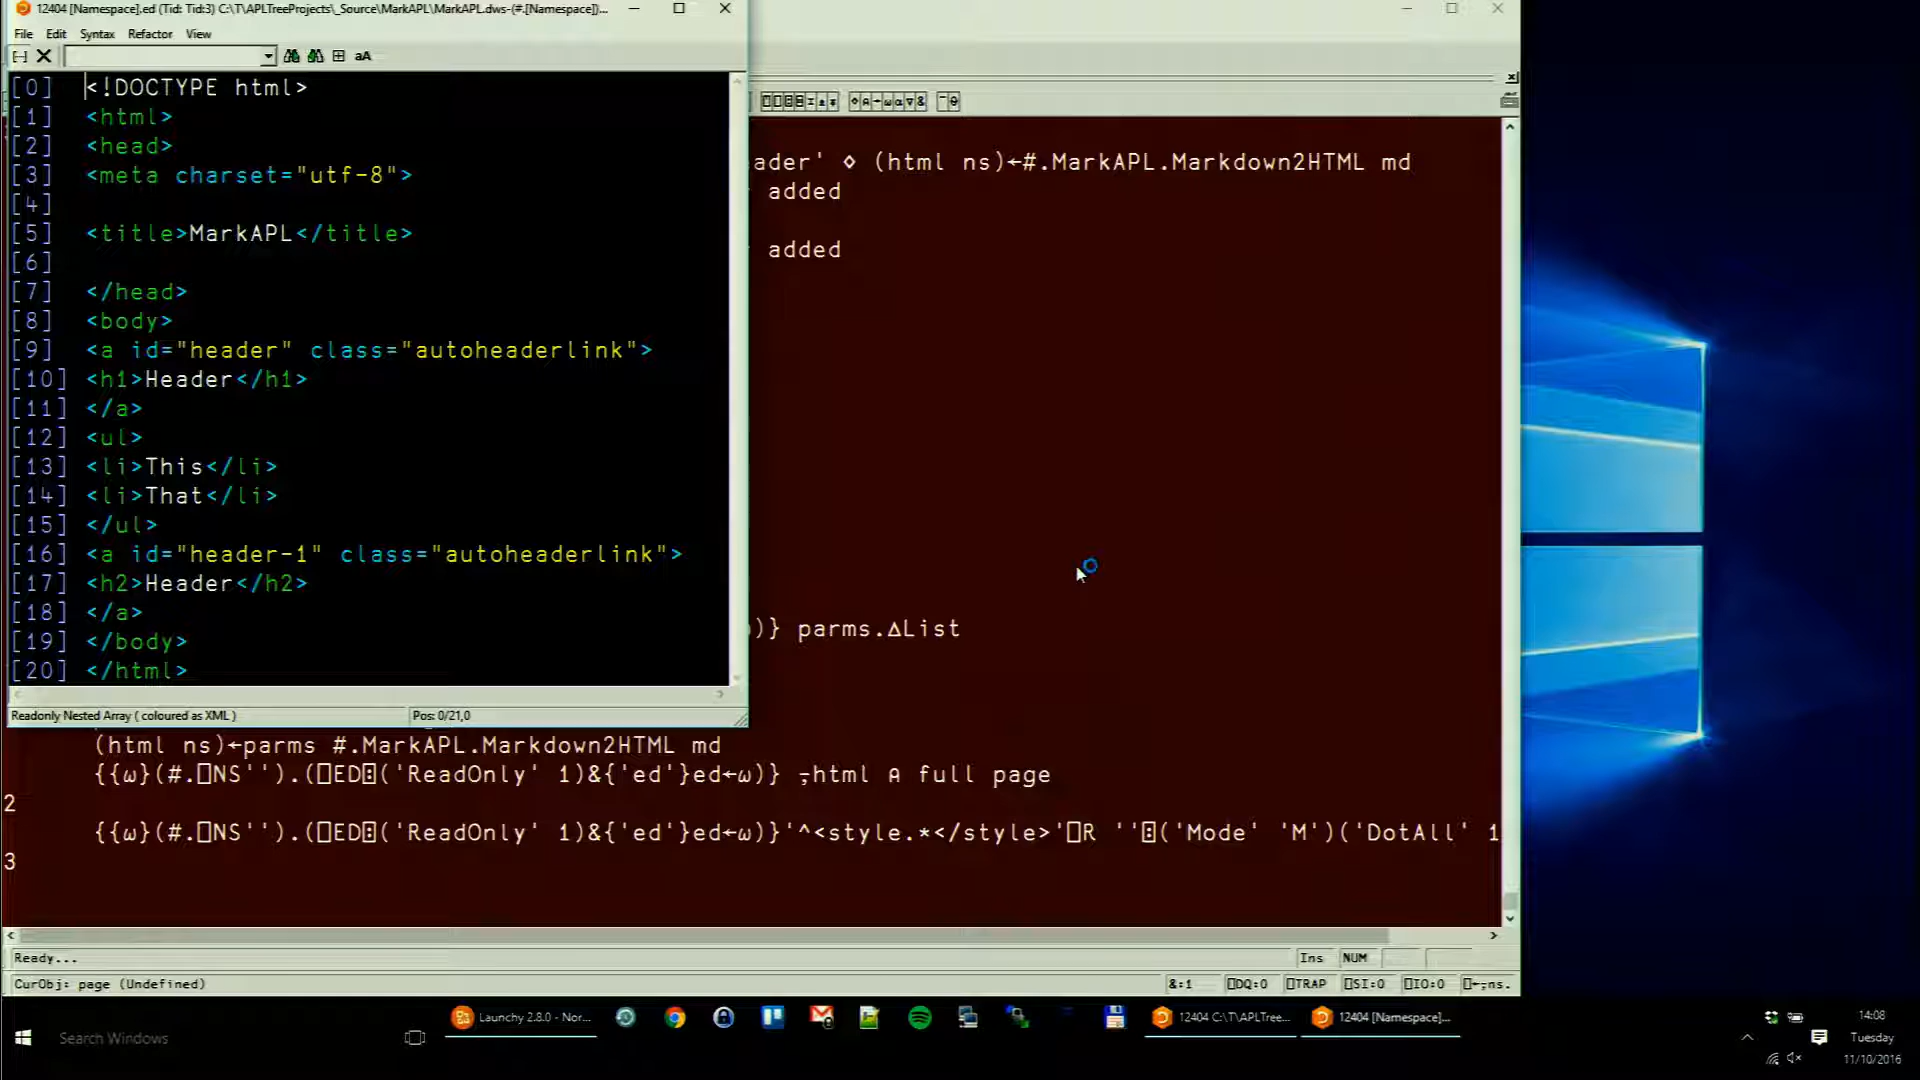 12404 [Namespace].ed (Tid: Tid:3) C:\T\APLTreeProjects\_Source\MarkAPL\MarkAPL.dws-(#.[Namespace])...
File Edit Syntax Refactor View
aA
[0] <!DOCTYPE html>
[1] <html>
[2] <head>
[3] <meta charset="utf-8">
[4]
[5] <title>MarkAPL</title>
[6]
[7] </head>
[8] <body>
[9] <a id="header" class="autoheaderlink">
[10] <h1>Header</h1>
[11] </a>
[12] <ul>
[13] <li>This</li>
[14] <li>That</li>
[15] </ul>
[16] <a id="header-1" class="autoheaderlink">
[17] <h2>Header</h2>
[18] </a>
[19] </body>
[20] </html>
Readonly Nested Array ( coloured as XML ) Pos: 0/21,0
ader' ⋄ (html ns)←#.MarkAPL.Markdown2HTML md
added
added
)} parms.∆List
(html ns)←parms #.MarkAPL.Markdown2HTML md
{{⍵}(#.⎕NS'').(⎕ED⍠('ReadOnly' 1)&{'ed'}ed←⍵)} ⍪html ⍝ full page
2
{{⍵}(#.⎕NS'').(⎕ED⍠('ReadOnly' 1)&{'ed'}ed←⍵)}'^<style.*</style>'⎕R ''⍠('Mode' 'M')('DotAll' 1
3
Ready... Ins NUM
CurObj: page (Undefined) &:1 ⎕DQ:0 ⎕TRAP ⎕SI:0 ⎕IO:0
Search Windows
Launchy 2.8.0 - Nor...
12404 C:\T\APLTree...
12404 [Namespace]...
14:08
Tuesday
11/10/2016